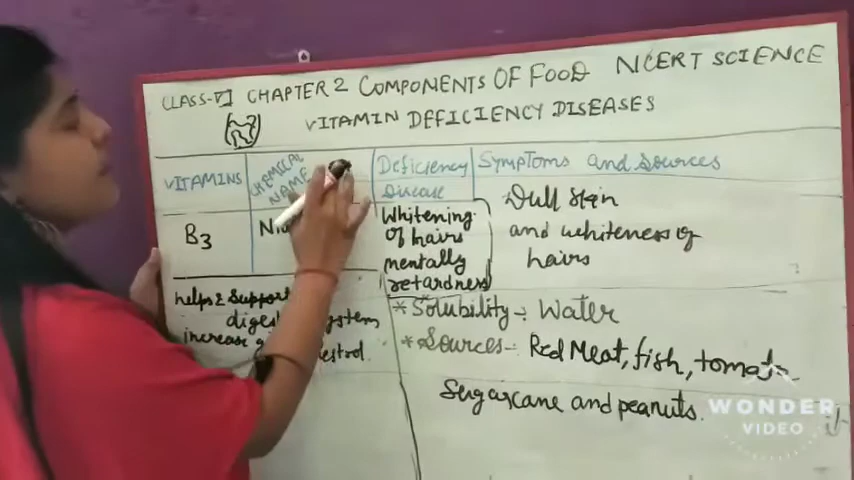 CLASS-VI CHAPTER 2 COMPONENTS OF FOOD NCERT SCIENCE
VITAMIN DEFICIENCY DISEASES
VITAMINS
CHEMICAL NAME
Deficiency Disease
Symptoms and Sources
B3
Whitening
of hairs
mentally
retardness
Dull skin
and whiteness of
hairs
helps & Support
digest
increase
* Solubility :- Water
* Sources :- Red Meat, fish, tomato
Sugarcane and peanuts.
WONDER
VIDEO